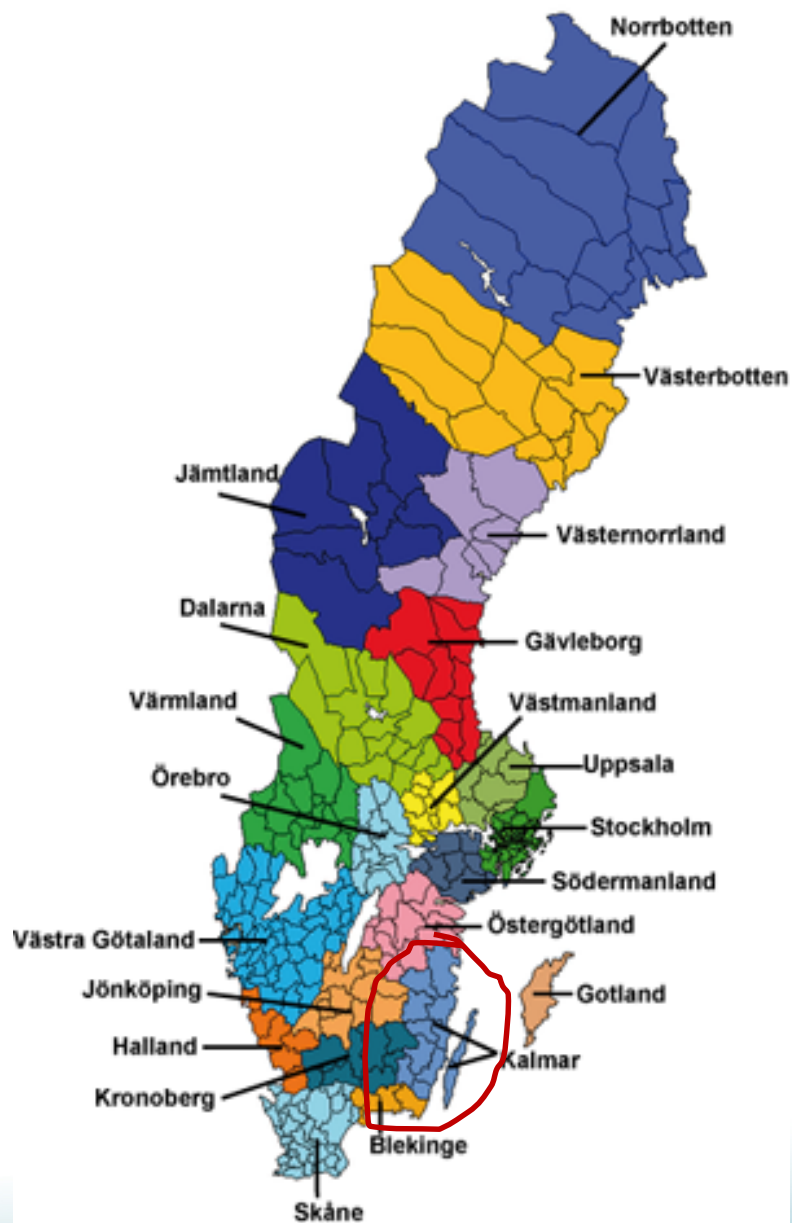 Norrbotten
Västerbotten
Jämtland
Västernorrland
Dalarna
Gävleborg
Värmland
Västmanland
Örebro
Uppsala
Stockholm
Södermanland
Östergötland
Västra Götaland
Jönköping
Gotland
Halland
Kalmar
Kronoberg
Blekinge
Skåne